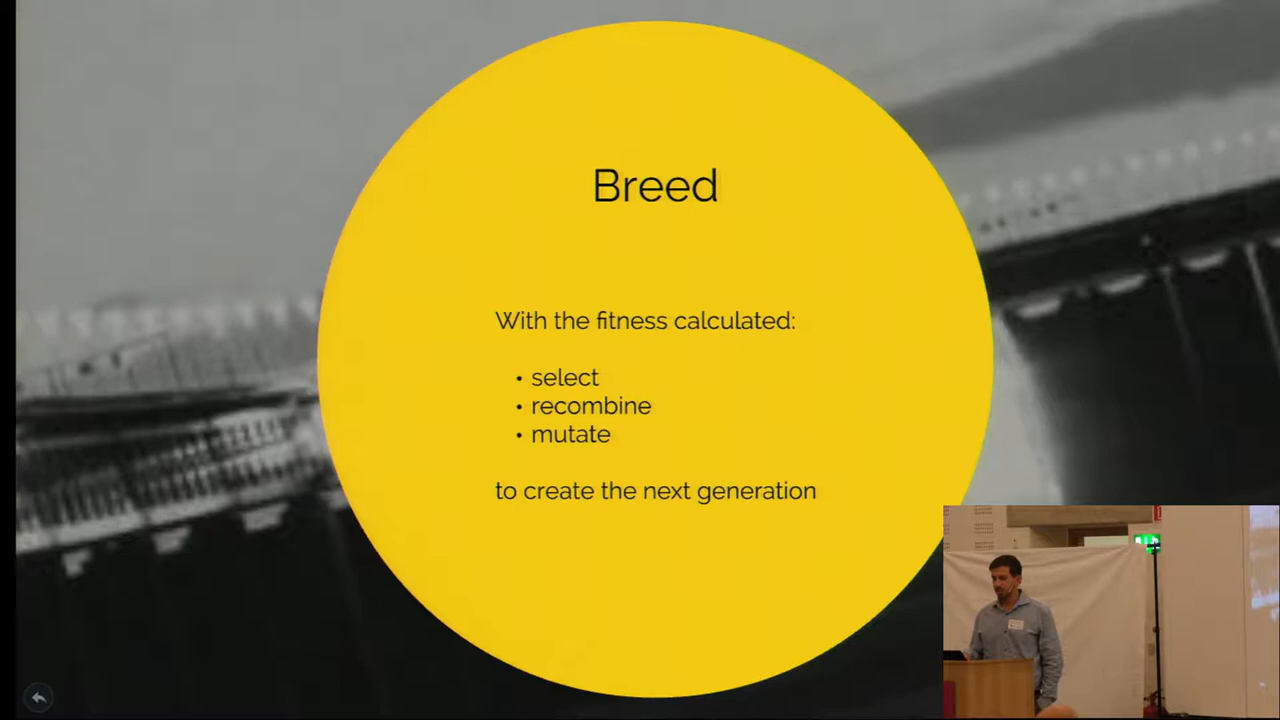 Breed
With the fitness calculated:
• select
• recombine
• mutate
to create the next generation